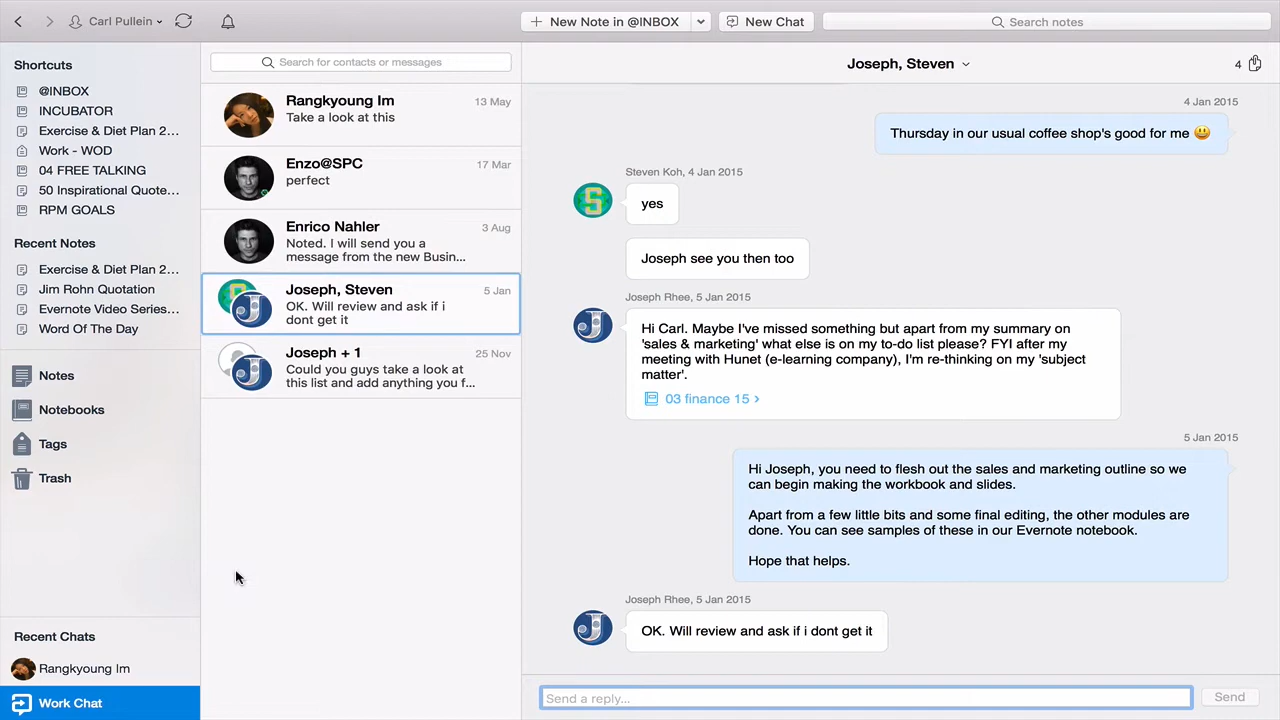 Carl Pullein
New Note in @INBOX
New Chat
Search notes
Shortcuts
@INBOX
INCUBATOR
Exercise & Diet Plan 2...
Work - WOD
04 FREE TALKING
50 Inspirational Quote...
RPM GOALS
Recent Notes
Exercise & Diet Plan 2...
Jim Rohn Quotation
Evernote Video Series...
Word Of The Day
Notes
Notebooks
Tags
Trash
Recent Chats
Rangkyoung Im
Work Chat
Search for contacts or messages
Rangkyoung Im
13 May
Take a look at this
Enzo@SPC
17 Mar
perfect
Enrico Nahler
3 Aug
Noted. I will send you a
message from the new Busin...
Joseph, Steven
5 Jan
OK. Will review and ask if i
dont get it
Joseph + 1
25 Nov
Could you guys take a look at
this list and add anything you f...
Joseph, Steven
4
4 Jan 2015
Thursday in our usual coffee shop's good for me 😃
Steven Koh, 4 Jan 2015
S
yes
Joseph see you then too
Joseph Rhee, 5 Jan 2015
J
Hi Carl. Maybe I've missed something but apart from my summary on
'sales & marketing' what else is on my to-do list please? FYI after my
meeting with Hunet (e-learning company), I'm re-thinking on my 'subject
matter'.
03 finance 15 >
5 Jan 2015
Hi Joseph, you need to flesh out the sales and marketing outline so we
can begin making the workbook and slides.
Apart from a few little bits and some final editing, the other modules are
done. You can see samples of these in our Evernote notebook.
Hope that helps.
Joseph Rhee, 5 Jan 2015
J
OK. Will review and ask if i dont get it
Send a reply...
Send